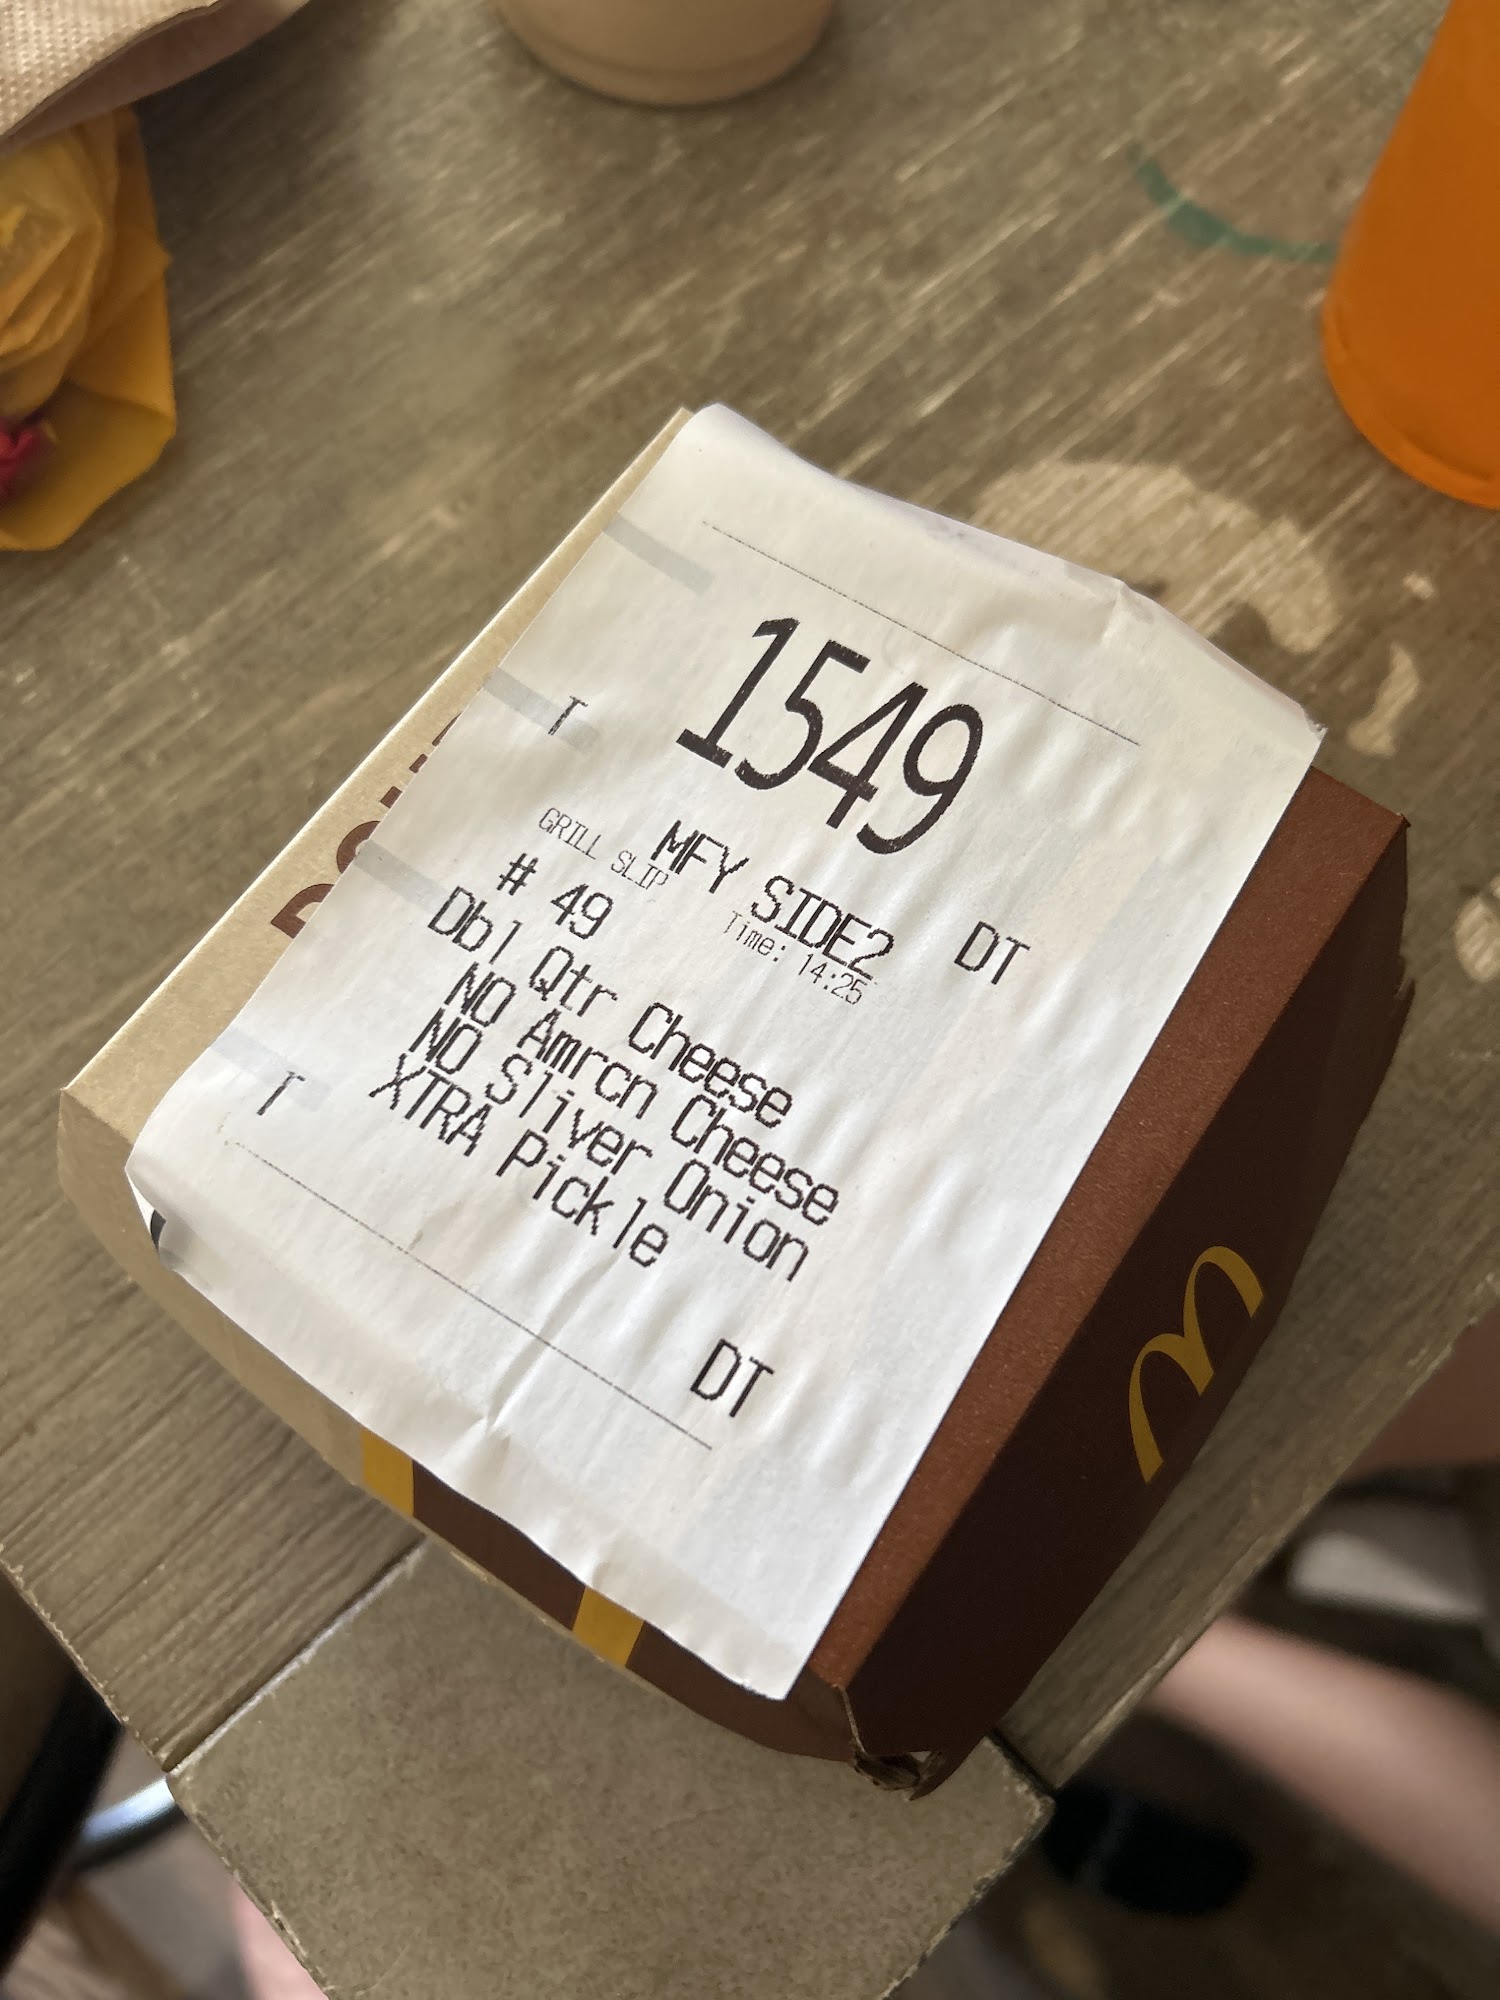 1549
T
MFY SIDE2 DT
GRILL SLIP Time: 14:25
# 49
Dbl Qtr Cheese
NO Amrcn Cheese
NO Sliver Onion
XTRA Pickle
T
DT